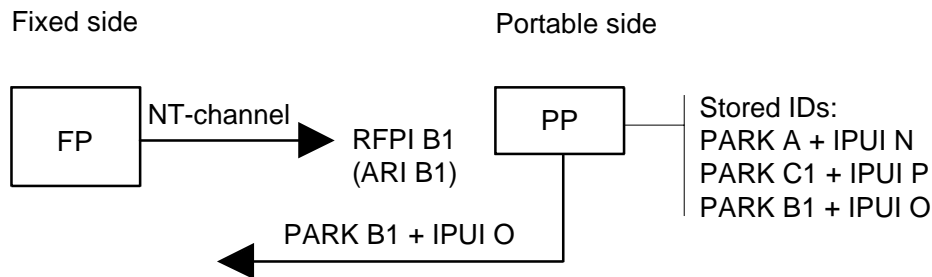 Fixed side
Portable side
FP
NT-channel
RFPI B1
(ARI B1)
PP
Stored IDs:
PARK A + IPUI N
PARK C1 + IPUI P
PARK B1 + IPUI O
PARK B1 + IPUI O